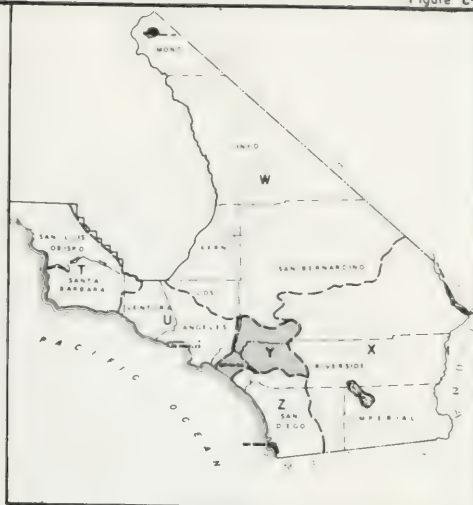 Figure
MONO
INYO
W
KERN
SAN LUIS
OBISPO
T
SANTA
BARBARA
VENTURA
U
LOS
ANGELES
SAN BERNARDINO
Y
X
RIVERSIDE
Z
SAN
DIEGO
IMPERIAL
PACIFIC OCEAN